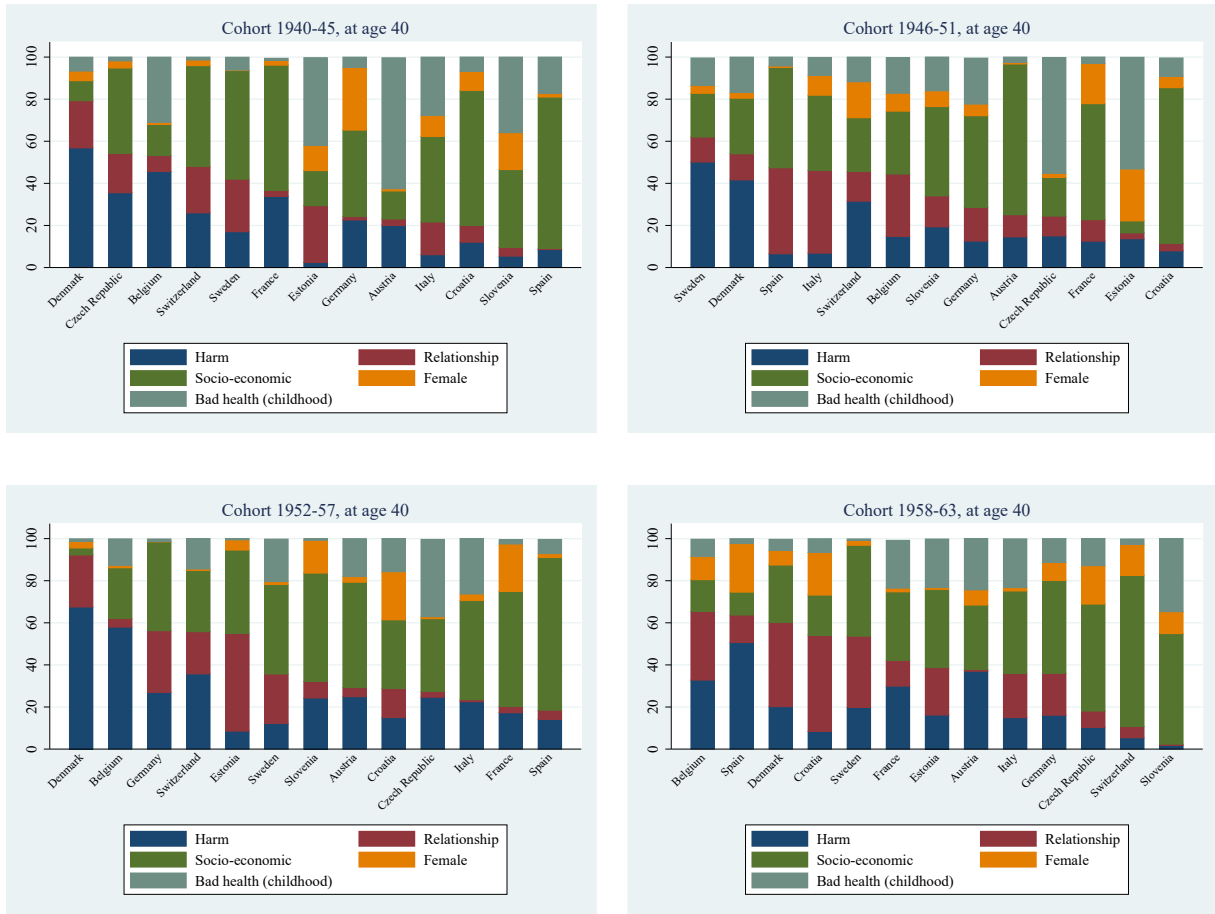 Cohort 1940-45, at age 40
100
80
60
40
20
0
Denmark
Czech Republic
Belgium
Switzerland
Sweden
France
Estonia
Germany
Austria
Italy
Croatia
Slovenia
Spain
Harm
Relationship
Socio-economic
Female
Bad health (childhood)
Cohort 1946-51, at age 40
100
80
60
40
20
0
Sweden
Denmark
Spain
Italy
Switzerland
Belgium
Slovenia
Germany
Austria
Czech Republic
France
Estonia
Croatia
Harm
Relationship
Socio-economic
Female
Bad health (childhood)
Cohort 1952-57, at age 40
100
80
60
40
20
0
Denmark
Belgium
Germany
Switzerland
Estonia
Sweden
Slovenia
Austria
Croatia
Czech Republic
Italy
France
Spain
Harm
Relationship
Socio-economic
Female
Bad health (childhood)
Cohort 1958-63, at age 40
100
80
60
40
20
0
Belgium
Spain
Denmark
Croatia
Sweden
France
Estonia
Austria
Italy
Germany
Czech Republic
Switzerland
Slovenia
Harm
Relationship
Socio-economic
Female
Bad health (childhood)